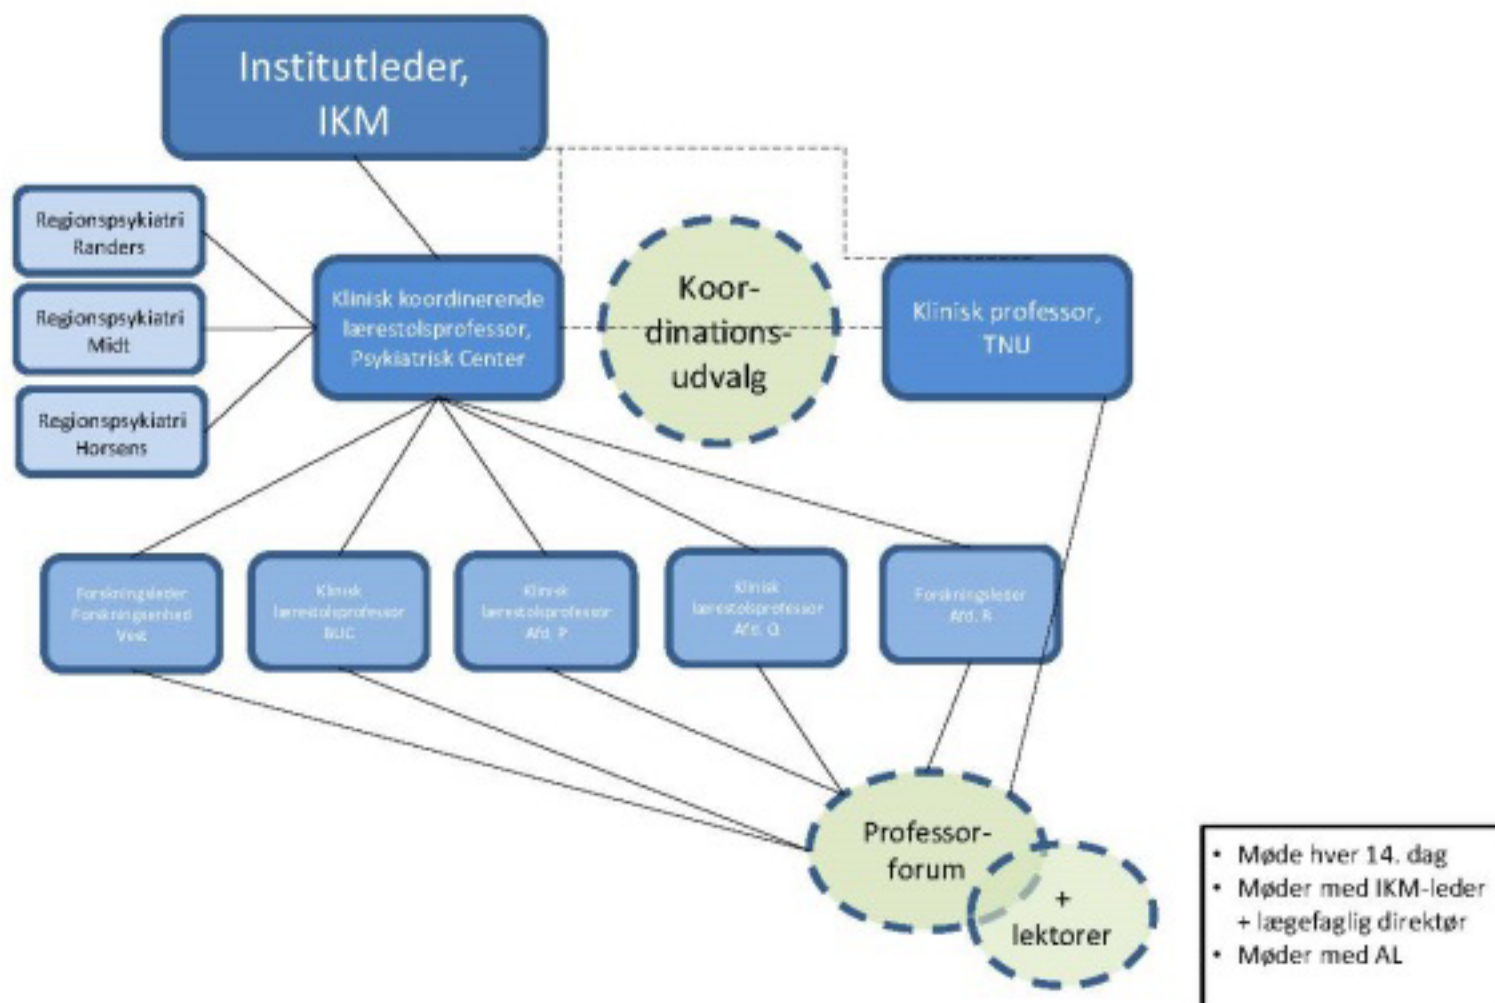 Institutleder,
IKM
Regionspsykiatri
Randers
Regionspsykiatri
Midt
Regionspsykiatri
Horsens
Klinisk koordinerende
lærestolsprofessor,
Psykiatrisk Center
Koor-
dinations-
udvalg
Klinisk professor,
TNU
Forskningsleder
Forskningsenhed
Vest
Klinisk
lærestolsprofessor
BUC
Klinisk
lærestolsprofessor
Afd. P
Klinisk
lærestolsprofessor
Afd. Q
Forskningsleder
Afd. R
Professor-
forum
+
lektorer
• Møde hver 14. dag
• Møder med IKM-leder
+ lægefaglig direktør
• Møder med AL